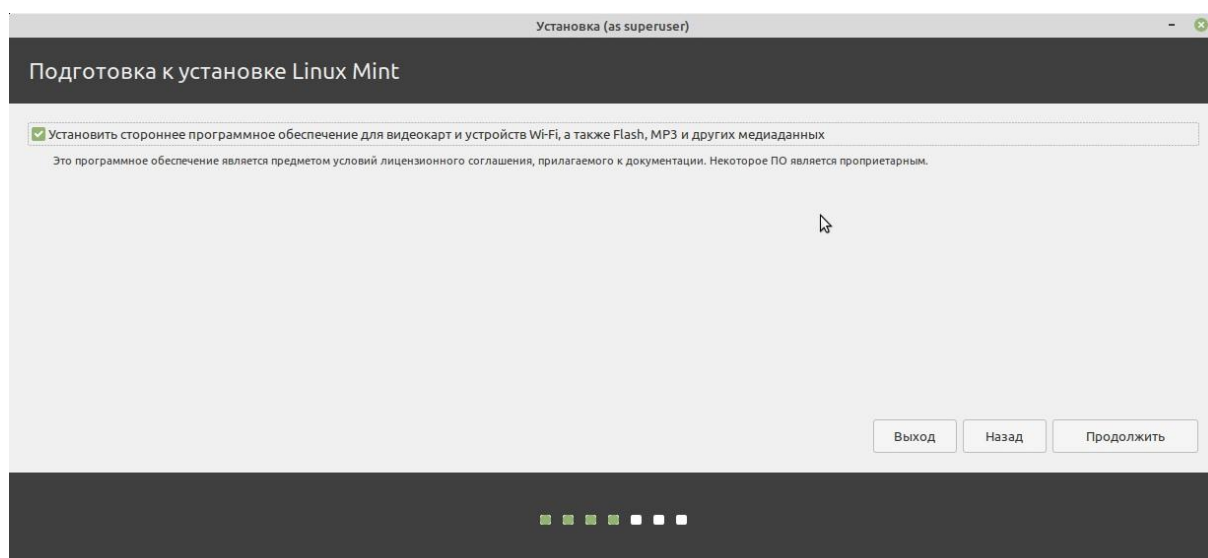 Установка (as superuser)
Подготовка к установке Linux Mint
Установить стороннее программное обеспечение для видеокарт и устройств Wi-Fi, а также Flash, MP3 и других медиаданных
Это программное обеспечение является предметом условий лицензионного соглашения, прилагаемого к документации. Некоторое ПО является проприетарным.
Выход Назад Продолжить